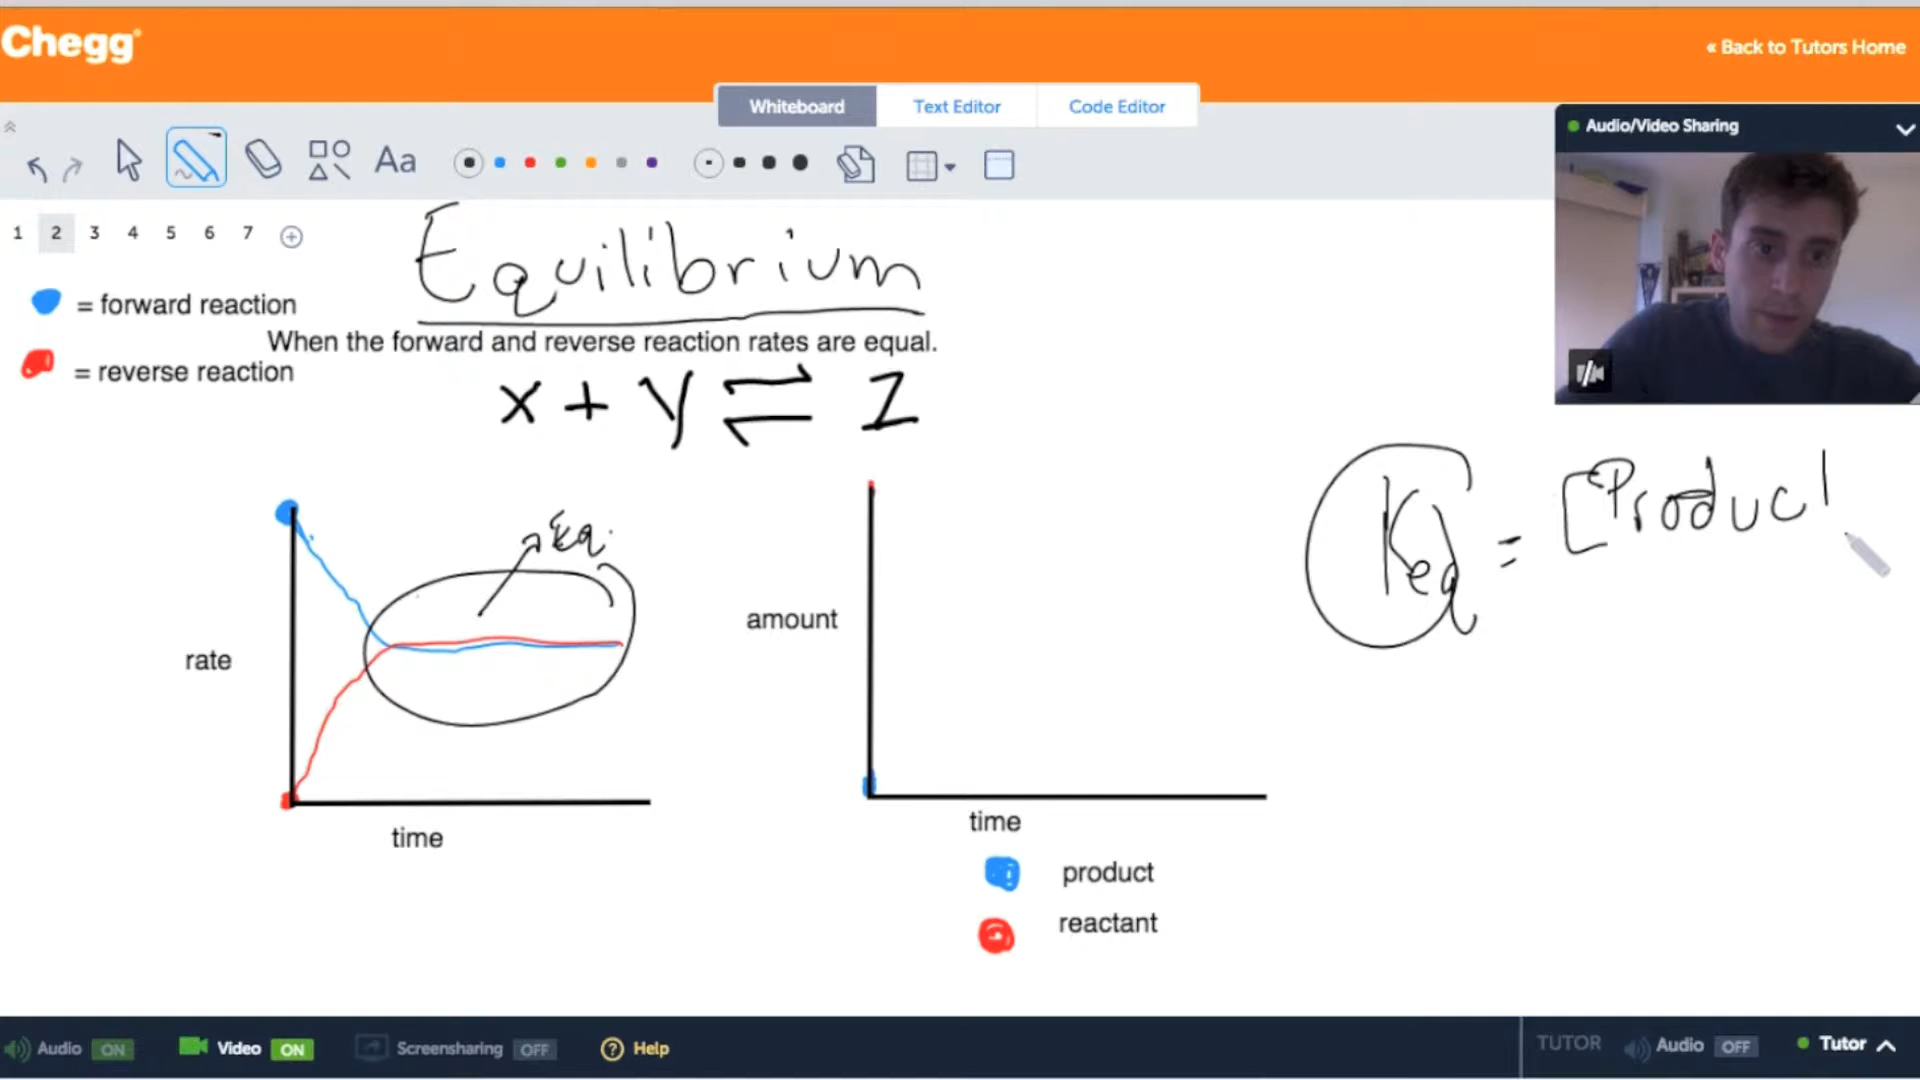 Chegg
« Back to Tutors Home
Whiteboard
Text Editor
Code Editor
Audio/Video Sharing
Aa
1 2 3 4 5 6 7
Equilibrium
= forward reaction
When the forward and reverse reaction rates are equal.
= reverse reaction
x + y ⇌ Z
Eq.
Keq = [Product
rate
time
amount
time
product
reactant
Audio ON
Video ON
Screensharing OFF
Help
TUTOR
Audio OFF
Tutor